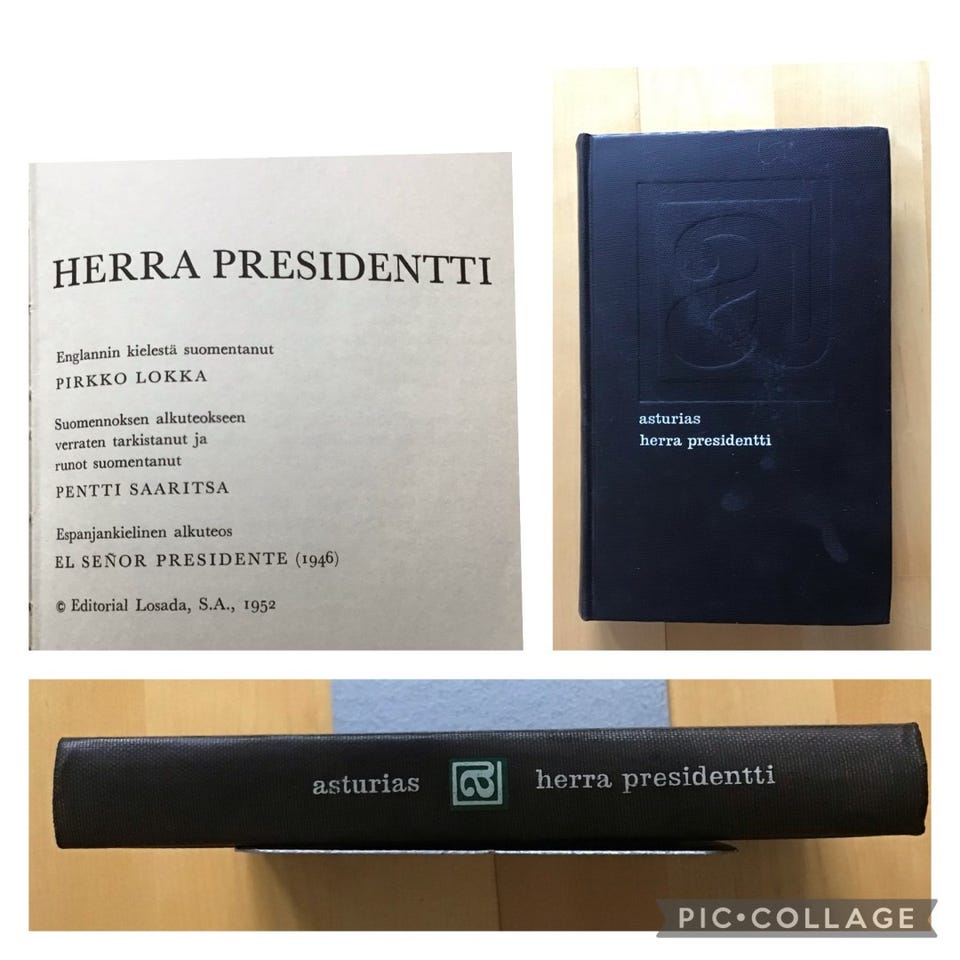 HERRA PRESIDENTTI
Englannin kielestä suomentanut
PIRKKO LOKKA
Suomennoksen alkuteokseen
verraten tarkistanut ja
runot suomentanut
PENTTI SAARITSA
Espanjankielinen alkuteos
EL SEÑOR PRESIDENTE (1946)
© Editorial Losada, S.A., 1952
a
asturias
herra presidentti
asturias a herra presidentti
PIC•COLLAGE